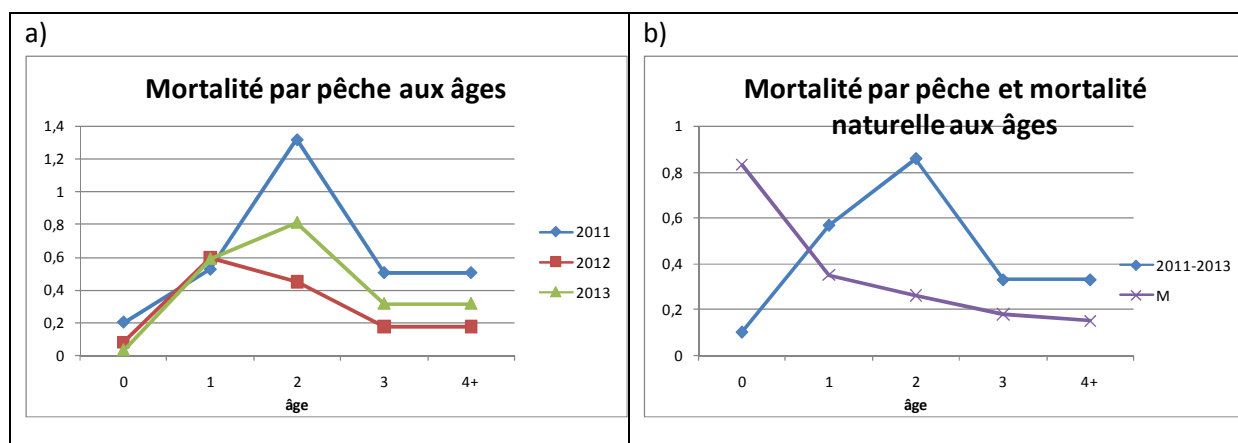 a)
Mortalité par pêche aux âges
1,4
1,2
1
0,8
0,6
0,4
0,2
0
0 1 2 3 4+
âge
2011
2012
2013
b)
Mortalité par pêche et mortalité
naturelle aux âges
1
0,8
0,6
0,4
0,2
0
0 1 2 3 4+
âge
2011-2013
M